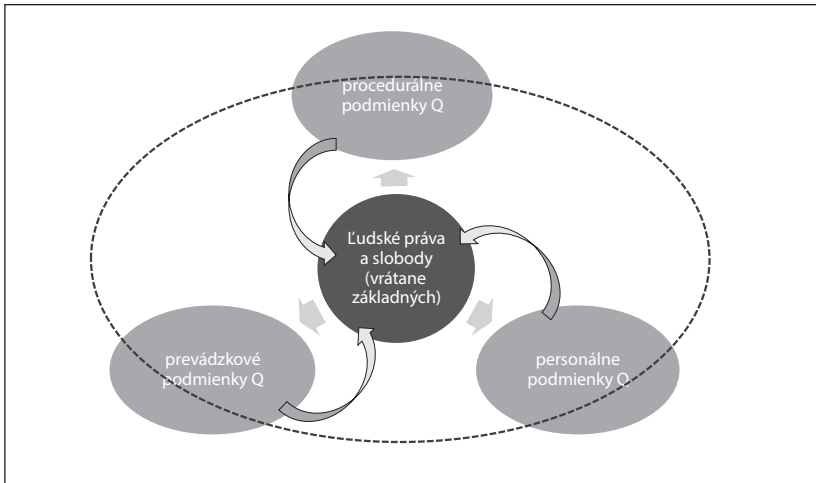 procedurálne
podmienky Q
Ľudské práva
a slobody
(vrátane
základných)
prevádzkové
podmienky Q
personálne
podmienky Q